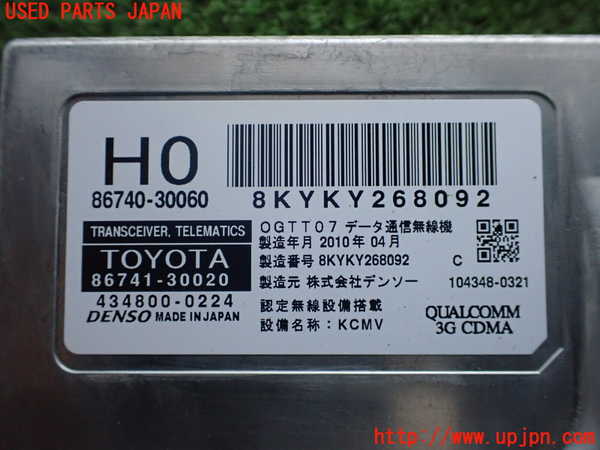 USED PARTS JAPAN
HO
86740-30060
8KYKY268092
TRANSCEIVER, TELEMATICS
TOYOTA
86741-30020
434800-0224
DENSO MADE IN JAPAN
OGTT07 データ通信無線機
製造年月 2010年 04月
製造番号 8KYKY268092
C
製造元 株式会社デンソー
104348-0321
認定無線設備搭載
設備名称:KCMV
QUALCOMM
3G CDMA
https://www.upjpn.com/